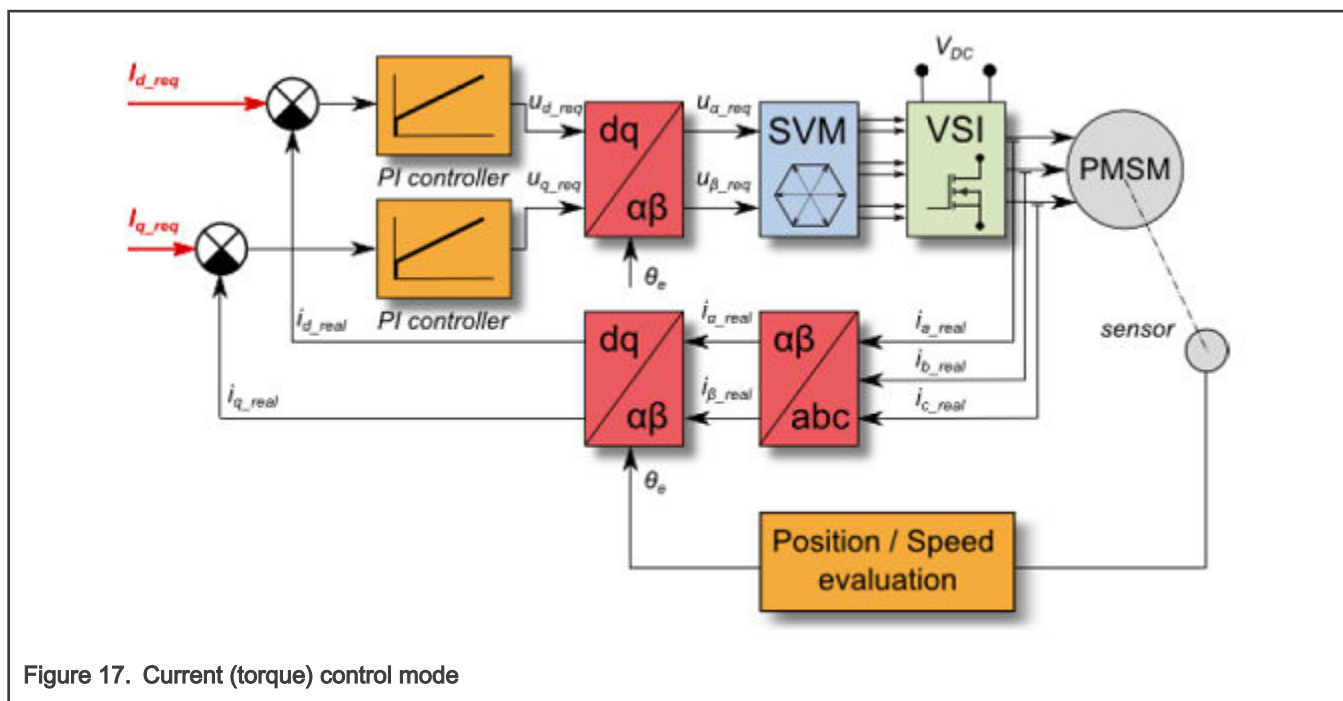 V_DC
I_d_req
u_d_req
u_α_req
dq
αβ
SVM
VSI
PMSM
PI controller
I_q_req
u_q_req
u_β_req
θ_e
PI controller
i_d_real
i_α_real
i_a_real
sensor
dq
αβ
αβ
abc
i_b_real
i_q_real
i_β_real
i_c_real
θ_e
Position / Speed
evaluation
Figure 17. Current (torque) control mode